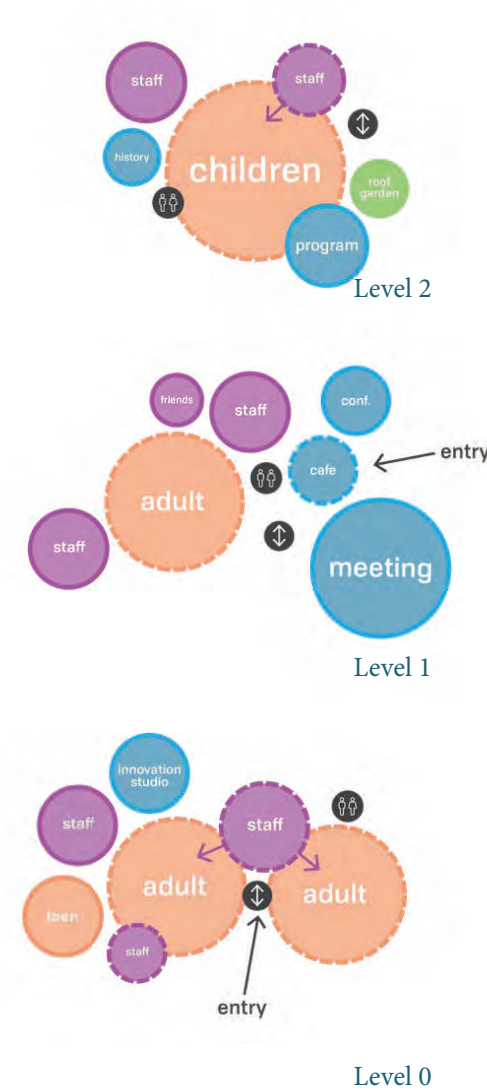 staff
staff
history
children
roof
garden
program
Level 2
friends
staff
conf.
cafe
entry
adult
staff
meeting
Level 1
innovation
studio
staff
staff
adult
adult
teen
staff
entry
Level 0